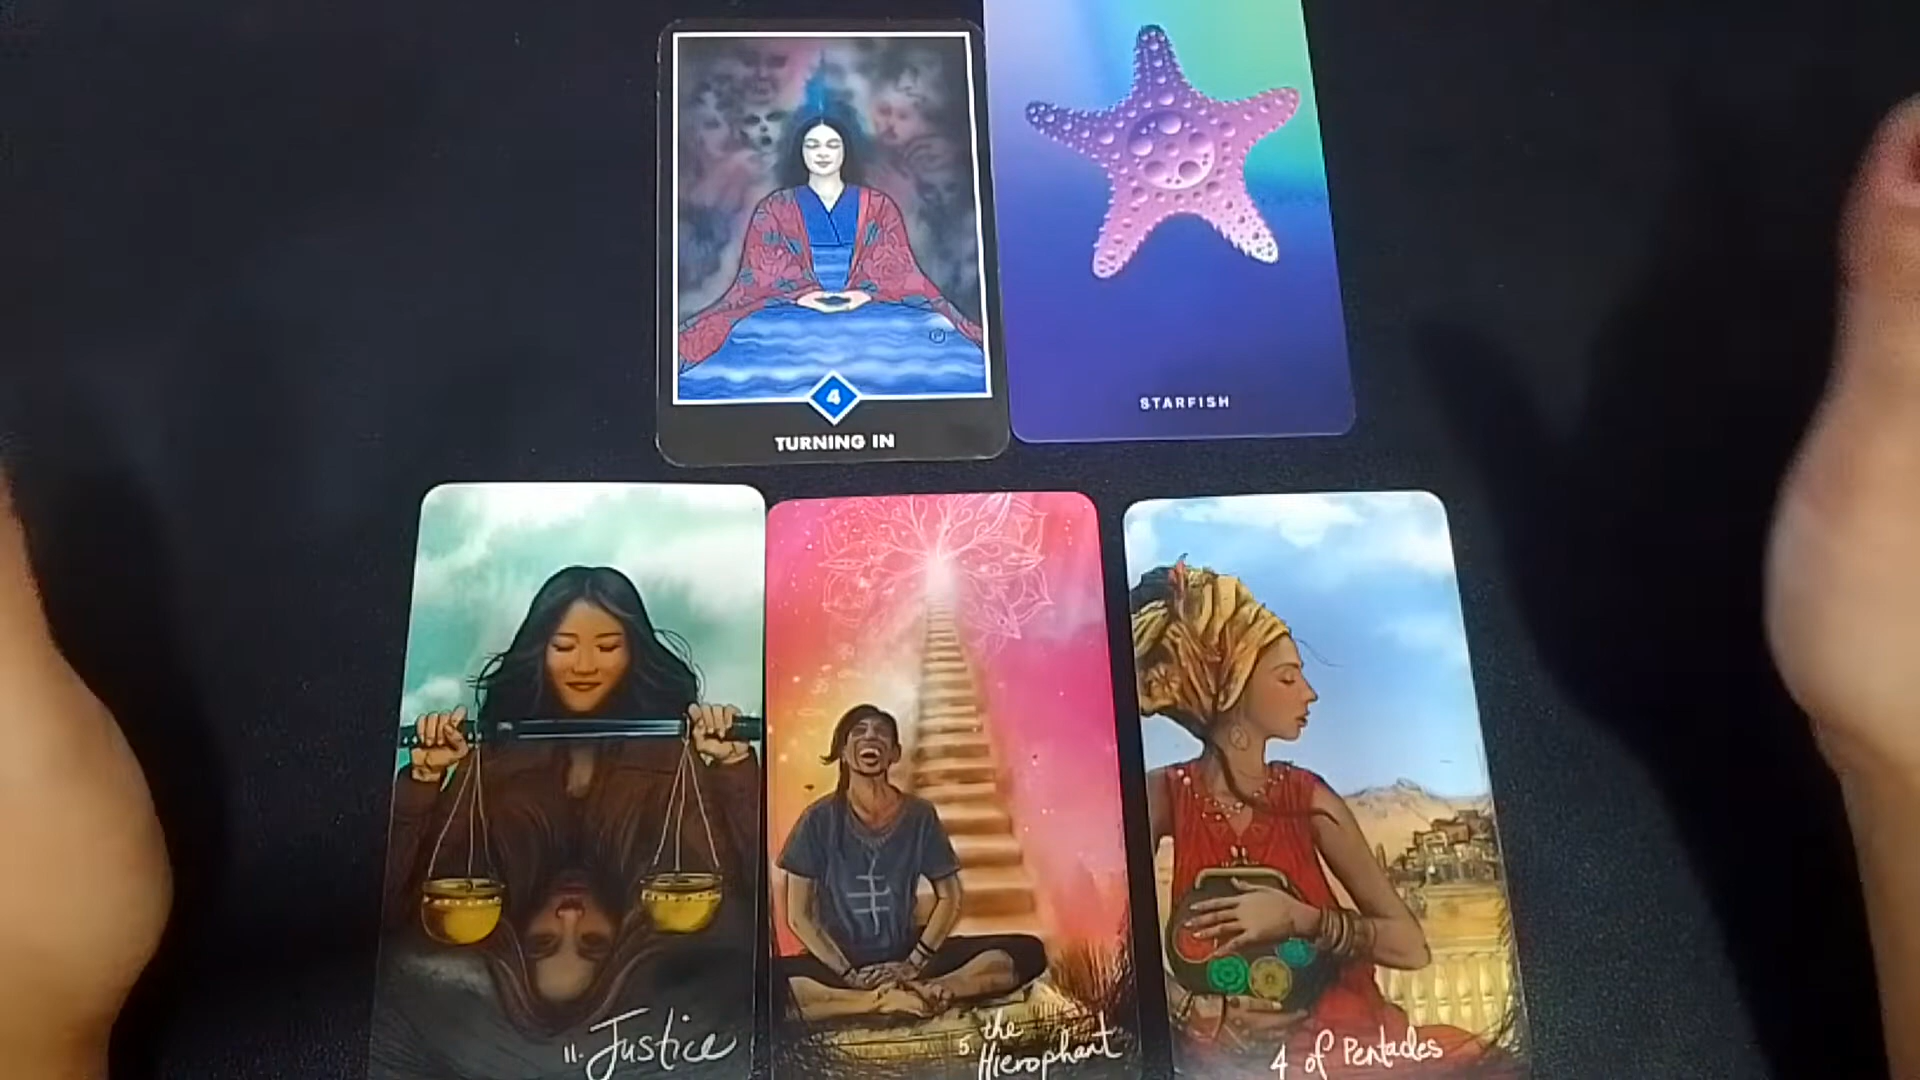 4
TURNING IN
STARFISH
11. Justice
5. the
Hierophant
4 of Pentacles